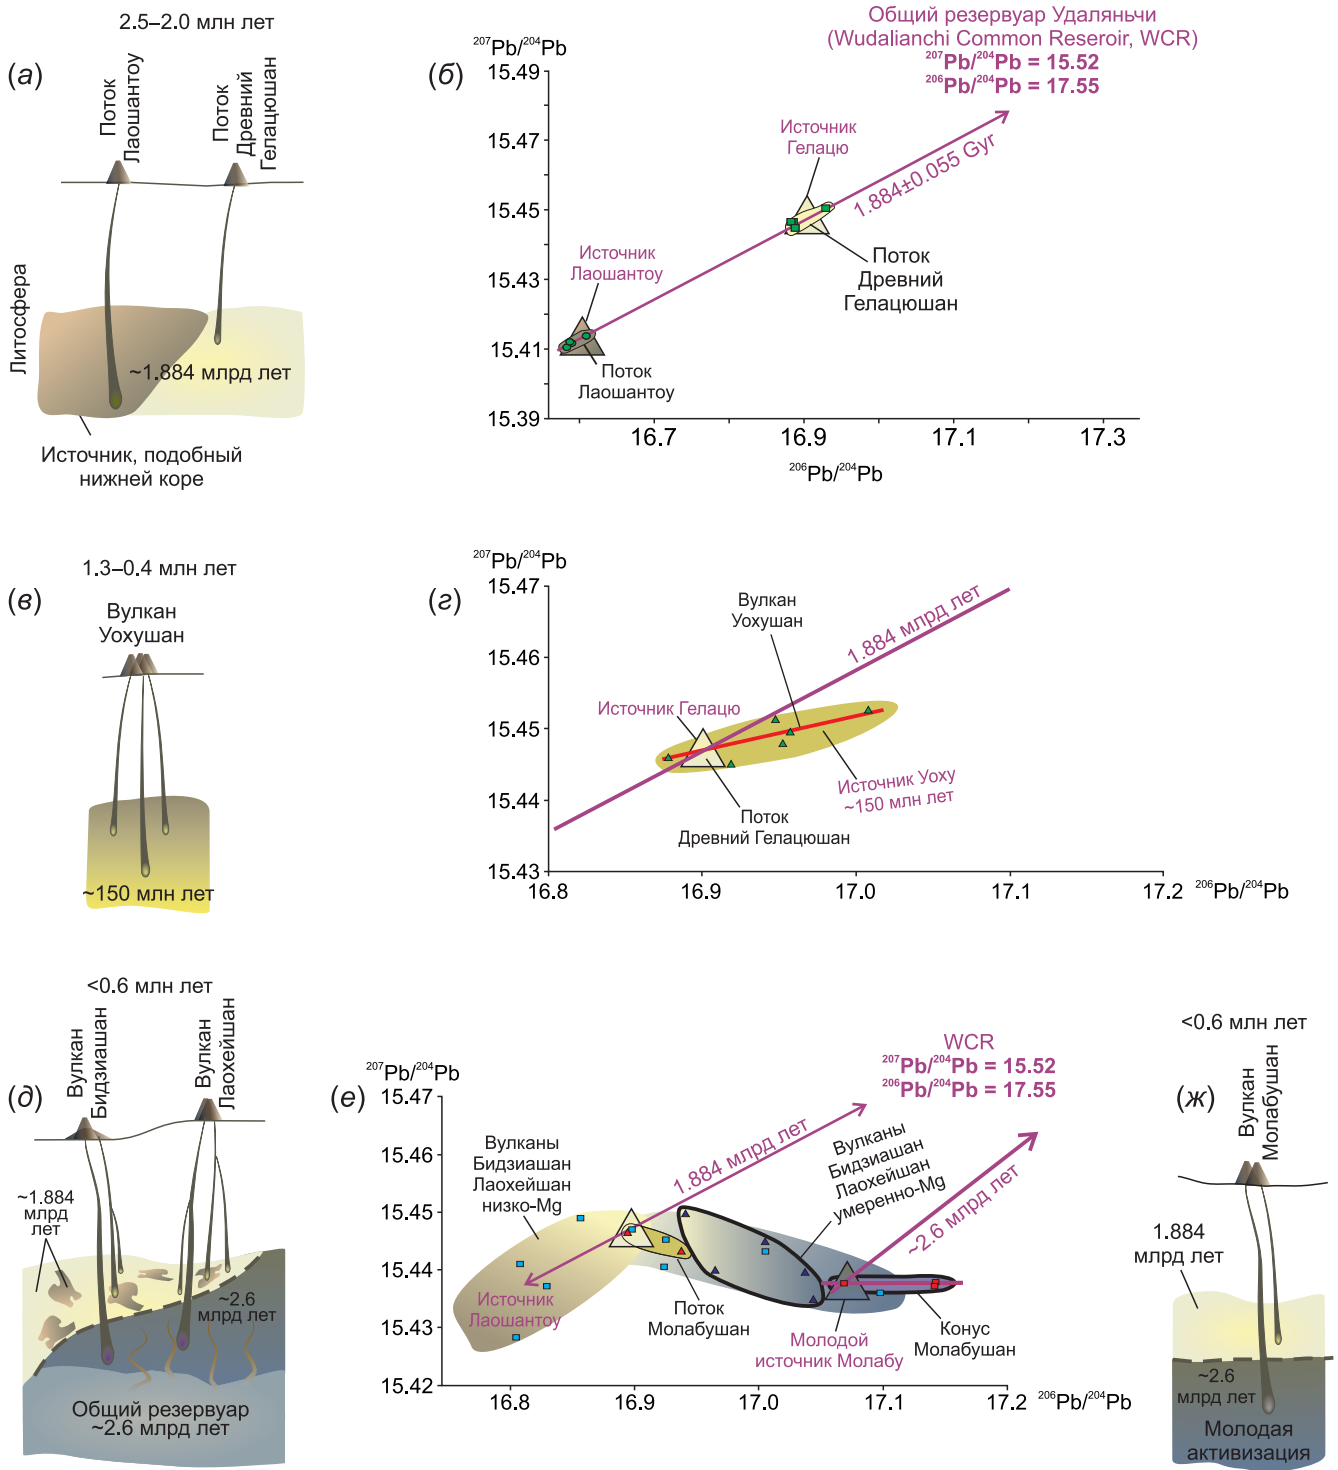 2.5–2.0 млн лет
(а)
Поток
Лаошантоу
Поток
Древний
Гелацюшан
Литосфера
~1.884 млрд лет
Источник, подобный
нижней коре
(б)
Общий резервуар Удаляньчи
(Wudalianchi Common Reseroir, WCR)
207Pb/204Pb = 15.52
206Pb/204Pb = 17.55
207Pb/204Pb
15.49
15.47
15.45
15.43
15.41
15.39
Источник
Гелацю
1.884±0.055 Gyr
Источник
Лаошантоу
Поток
Древний
Гелацюшан
Поток
Лаошантоу
16.7
16.9
17.1
17.3
206Pb/204Pb
1.3–0.4 млн лет
(в)
Вулкан
Уохушан
~150 млн лет
(г)
207Pb/204Pb
15.47
15.46
15.45
15.44
15.43
Вулкан
Уохушан
1.884 млрд лет
Источник Гелацю
Источник Уоху
~150 млн лет
Поток
Древний Гелацюшан
16.8
16.9
17.0
17.1
17.2
206Pb/204Pb
<0.6 млн лет
(д)
Вулкан
Бидзиашан
Вулкан
Лаохейшан
~1.884
млрд
лет
~2.6
млрд лет
Общий резервуар
~2.6 млрд лет
(е)
207Pb/204Pb
15.47
15.46
15.45
15.44
15.43
15.42
WCR
207Pb/204Pb = 15.52
206Pb/204Pb = 17.55
Вулканы
Бидзиашан
Лаохейшан
низко-Mg
1.884 млрд лет
Вулканы
Бидзиашан
Лаохейшан
умеренно-Mg
~2.6 млрд лет
Источник
Лаошантоу
Поток
Молабушан
Молодой
источник Молабу
Конус
Молабушан
16.8
16.9
17.0
17.1
17.2
206Pb/204Pb
<0.6 млн лет
(ж)
Вулкан
Молабушан
1.884
млрд лет
~2.6
млрд лет
Молодая
активизация